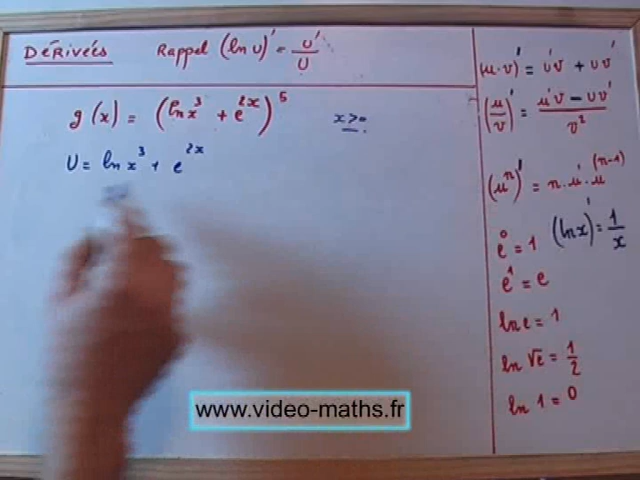 DéRivées Rappel (ln u)' = u'/u
g(x) = (ln x³ + e^2x)^5 x>0
U = ln x³ + e^2x
(u·v)' = u'v + uv'
(u/v)' = u'v - uv'/v²
(u^n)' = n·u'·u^(n-1)
(ln x)' = 1/x
e^0 = 1
e^1 = e
ln e = 1
ln √e = 1/2
ln 1 = 0
www.video-maths.fr